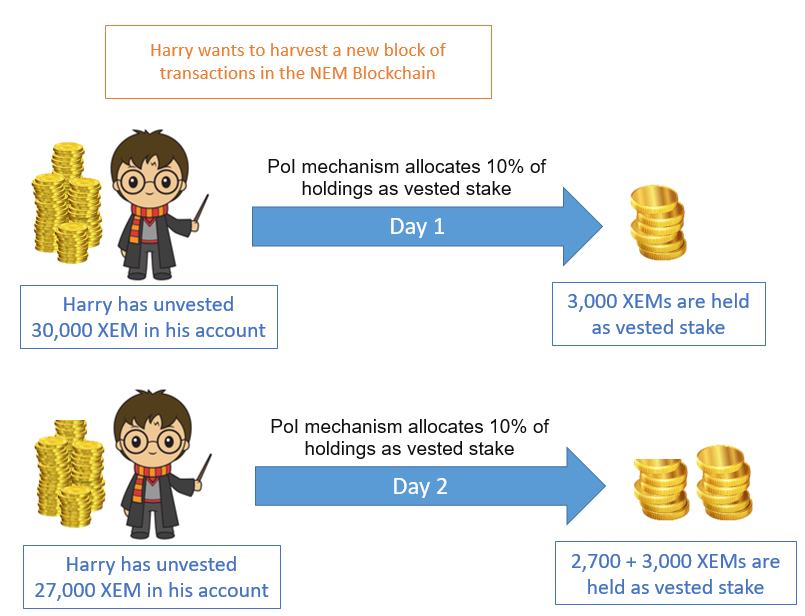 Harry wants to harvest a new block of
transactions in the NEM Blockchain
PoI mechanism allocates 10% of
holdings as vested stake
Day 1
Harry has unvested
30,000 XEM in his account
3,000 XEMs are held
as vested stake
PoI mechanism allocates 10% of
holdings as vested stake
Day 2
Harry has unvested
27,000 XEM in his account
2,700 + 3,000 XEMs are
held as vested stake